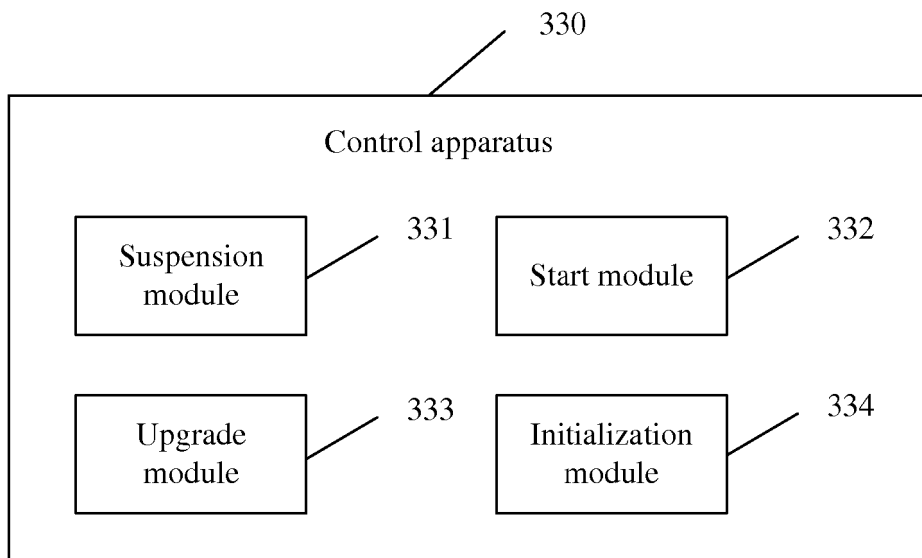 330
Control apparatus
331
Suspension
module
332
Start module
333
Upgrade
module
334
Initialization
module